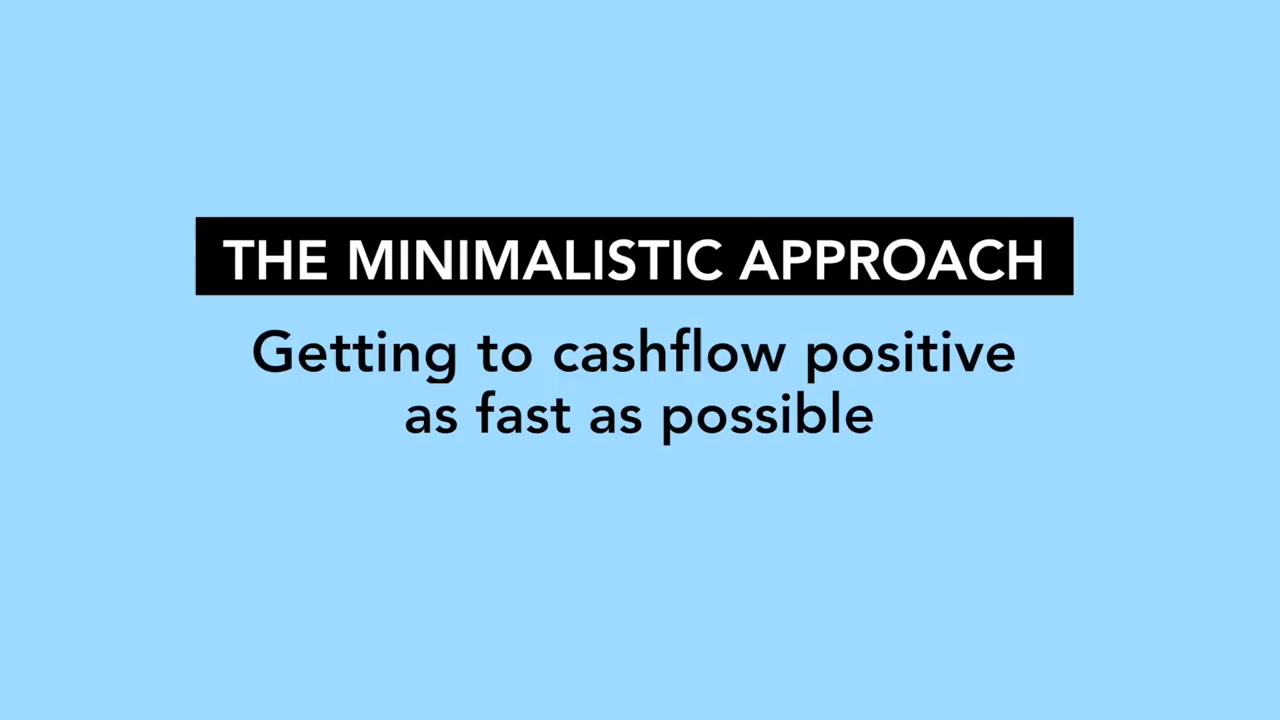 THE MINIMALISTIC APPROACH
Getting to cashflow positive
as fast as possible